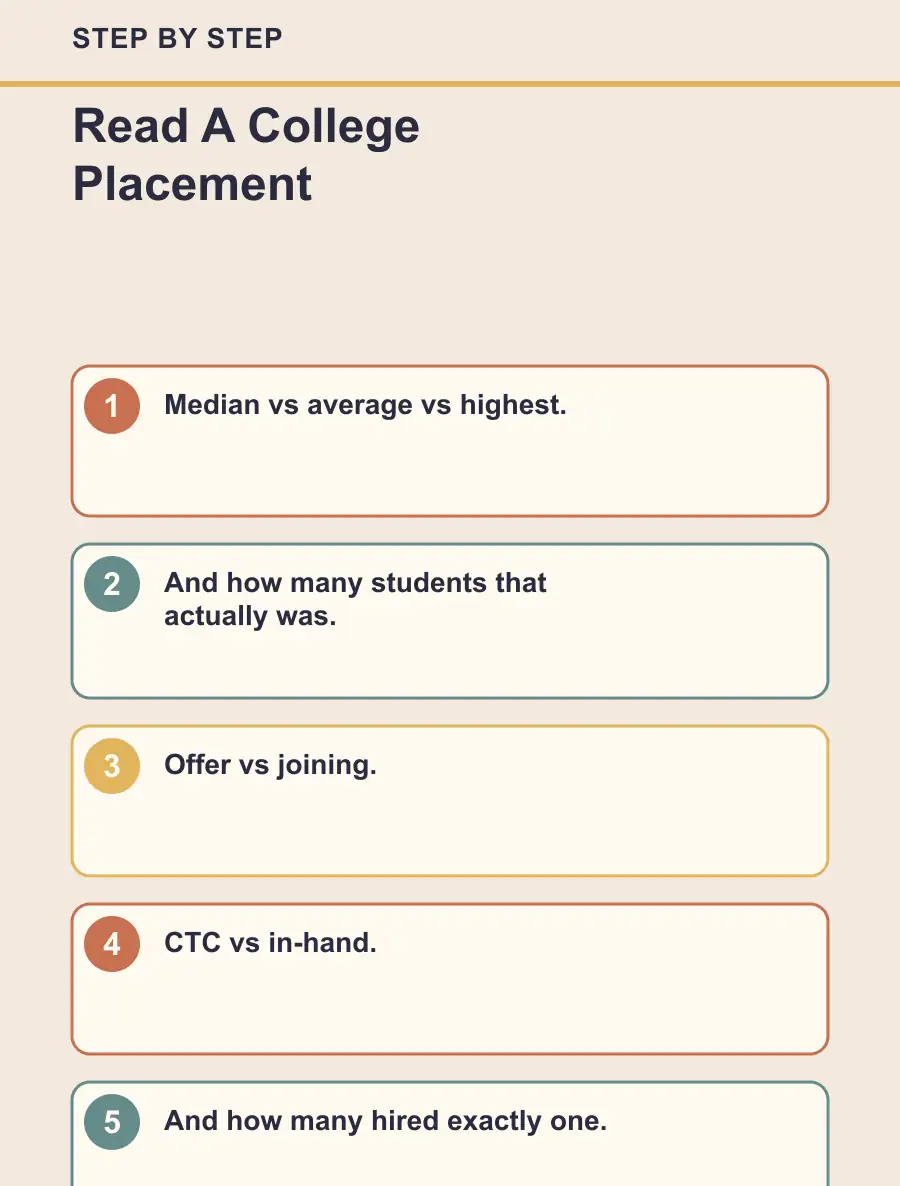 STEP BY STEP
Read A College
Placement
1
Median vs average vs highest.
2
And how many students that
actually was.
3
Offer vs joining.
4
CTC vs in-hand.
5
And how many hired exactly one.